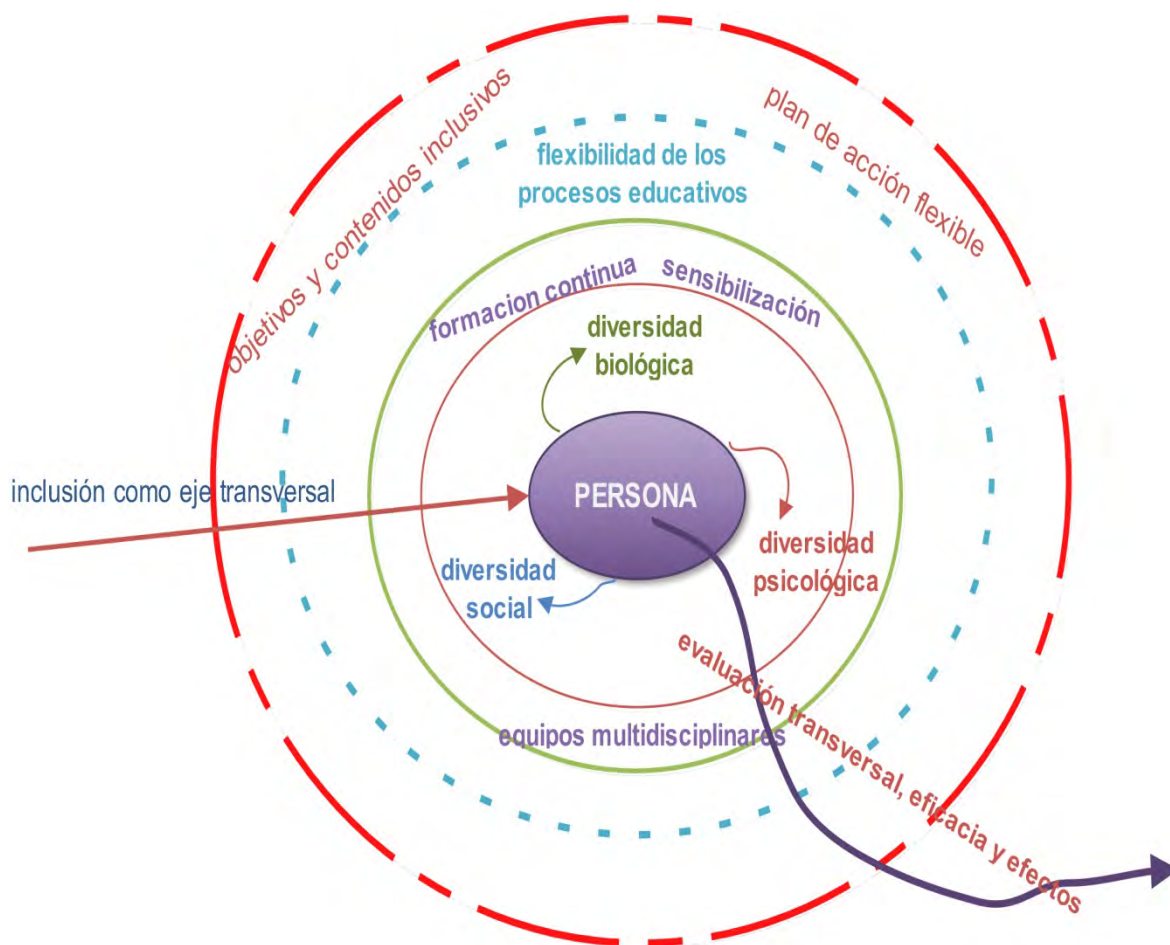 objetivos y contenidos inclusivos
plan de acción flexible
flexibilidad de los
procesos educativos
formacion continua
sensibilización
diversidad
biológica
inclusión como eje transversal
PERSONA
diversidad
psicológica
diversidad
social
evaluación transversal, eficacia y efectos
equipos multidisciplinares